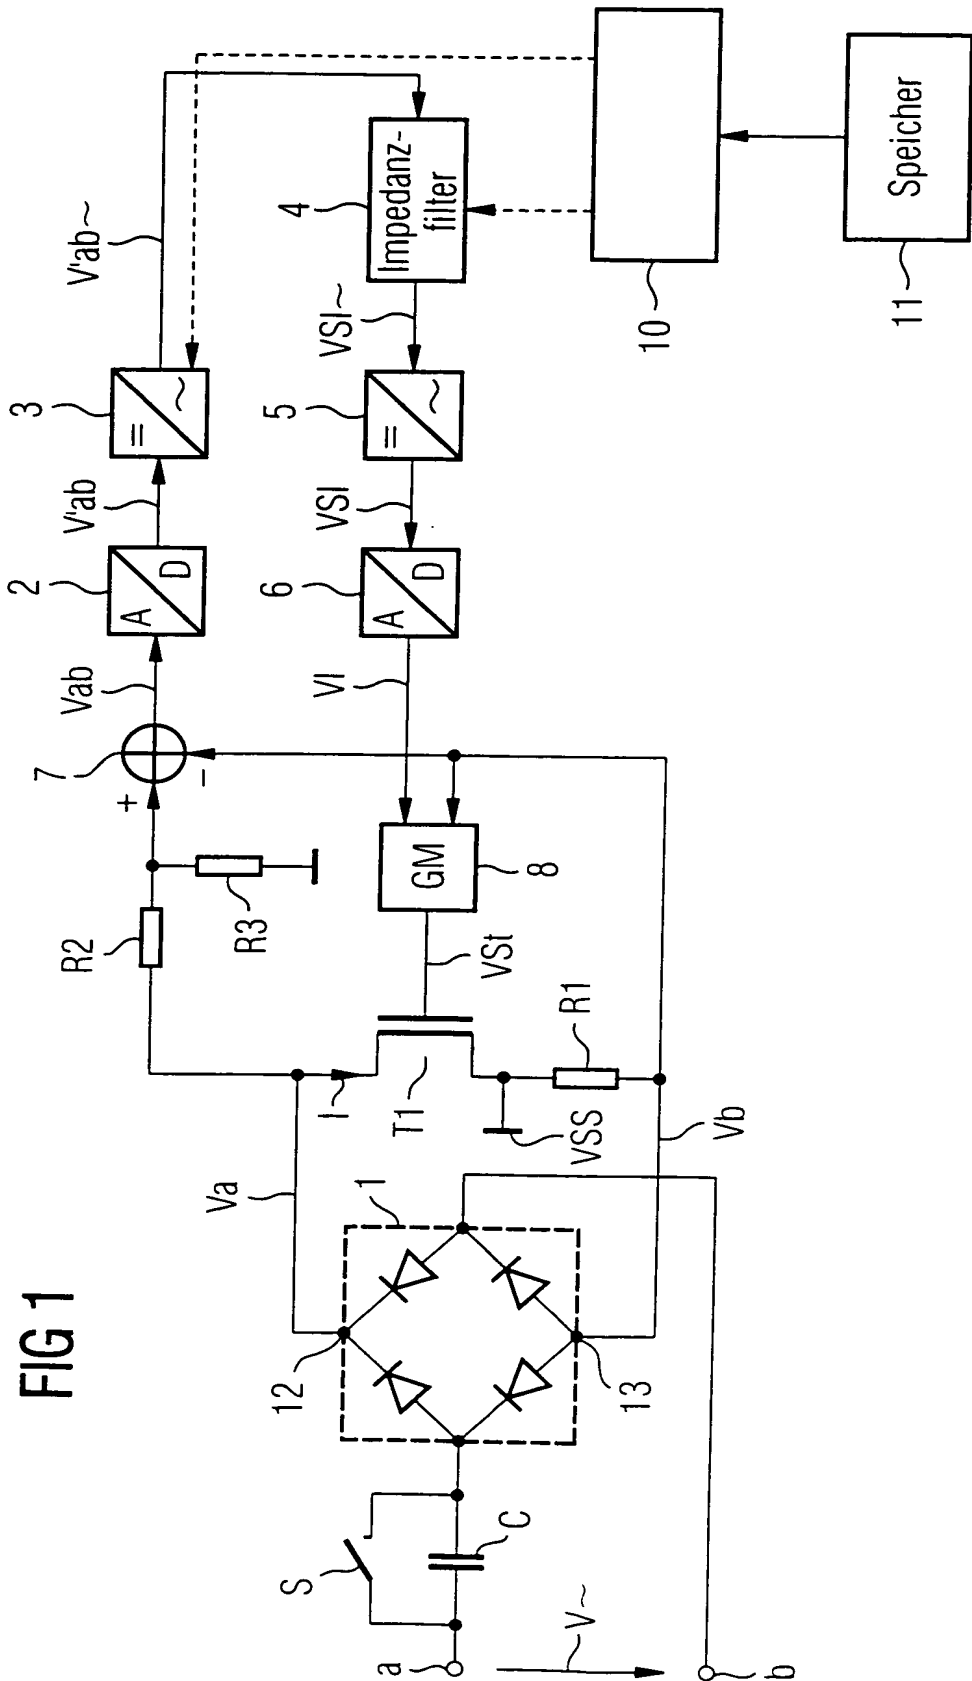 FIG 1
V'ab~
3
=
~
V'ab
2
A
D
Vab
7
+
-
R2
R3
4
Impedanz-
filter
VSI~
5
=
~
VSI
6
A
D
VI
GM
8
VSt
I
T1
R1
VSS
Va
Vb
1
12
13
S
C
a
V~
b
10
Speicher
11